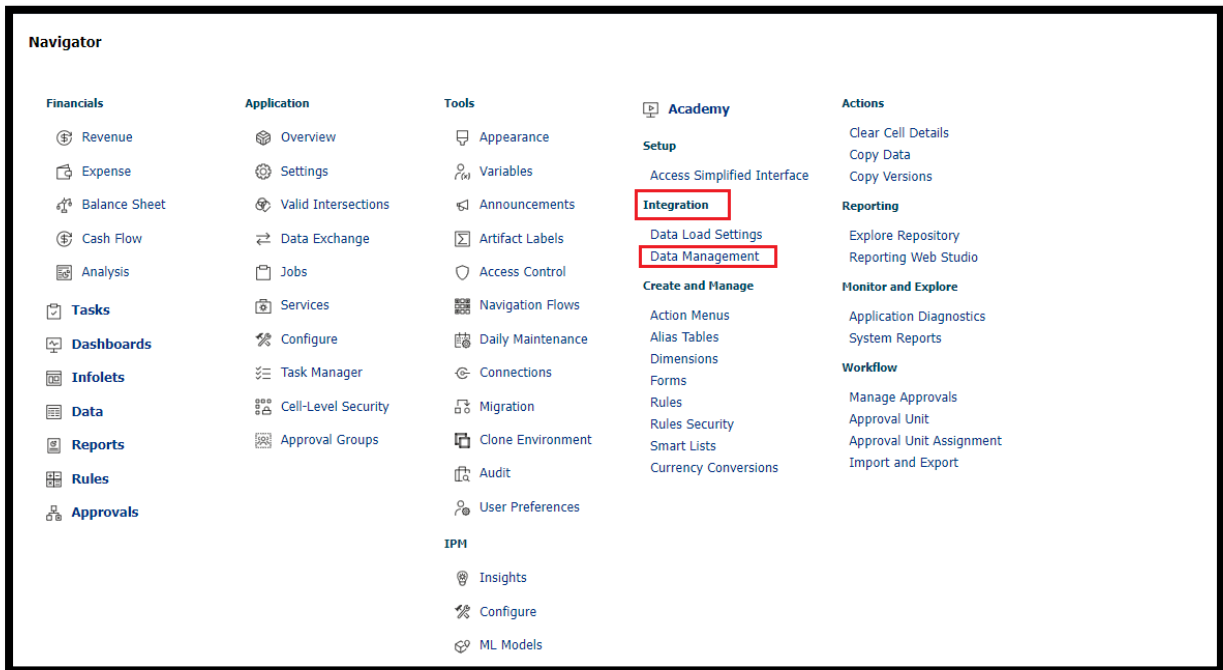 Navigator
Financials
Revenue
Expense
Balance Sheet
Cash Flow
Analysis
Tasks
Dashboards
Infolets
Data
Reports
Rules
Approvals
Application
Overview
Settings
Valid Intersections
Data Exchange
Jobs
Services
Configure
Task Manager
Cell-Level Security
Approval Groups
Tools
Appearance
Variables
Announcements
Artifact Labels
Access Control
Navigation Flows
Daily Maintenance
Connections
Migration
Clone Environment
Audit
User Preferences
IPM
Insights
Configure
ML Models
Academy
Setup
Access Simplified Interface
Integration
Data Load Settings
Data Management
Create and Manage
Action Menus
Alias Tables
Dimensions
Forms
Rules
Rules Security
Smart Lists
Currency Conversions
Actions
Clear Cell Details
Copy Data
Copy Versions
Reporting
Explore Repository
Reporting Web Studio
Monitor and Explore
Application Diagnostics
System Reports
Workflow
Manage Approvals
Approval Unit
Approval Unit Assignment
Import and Export